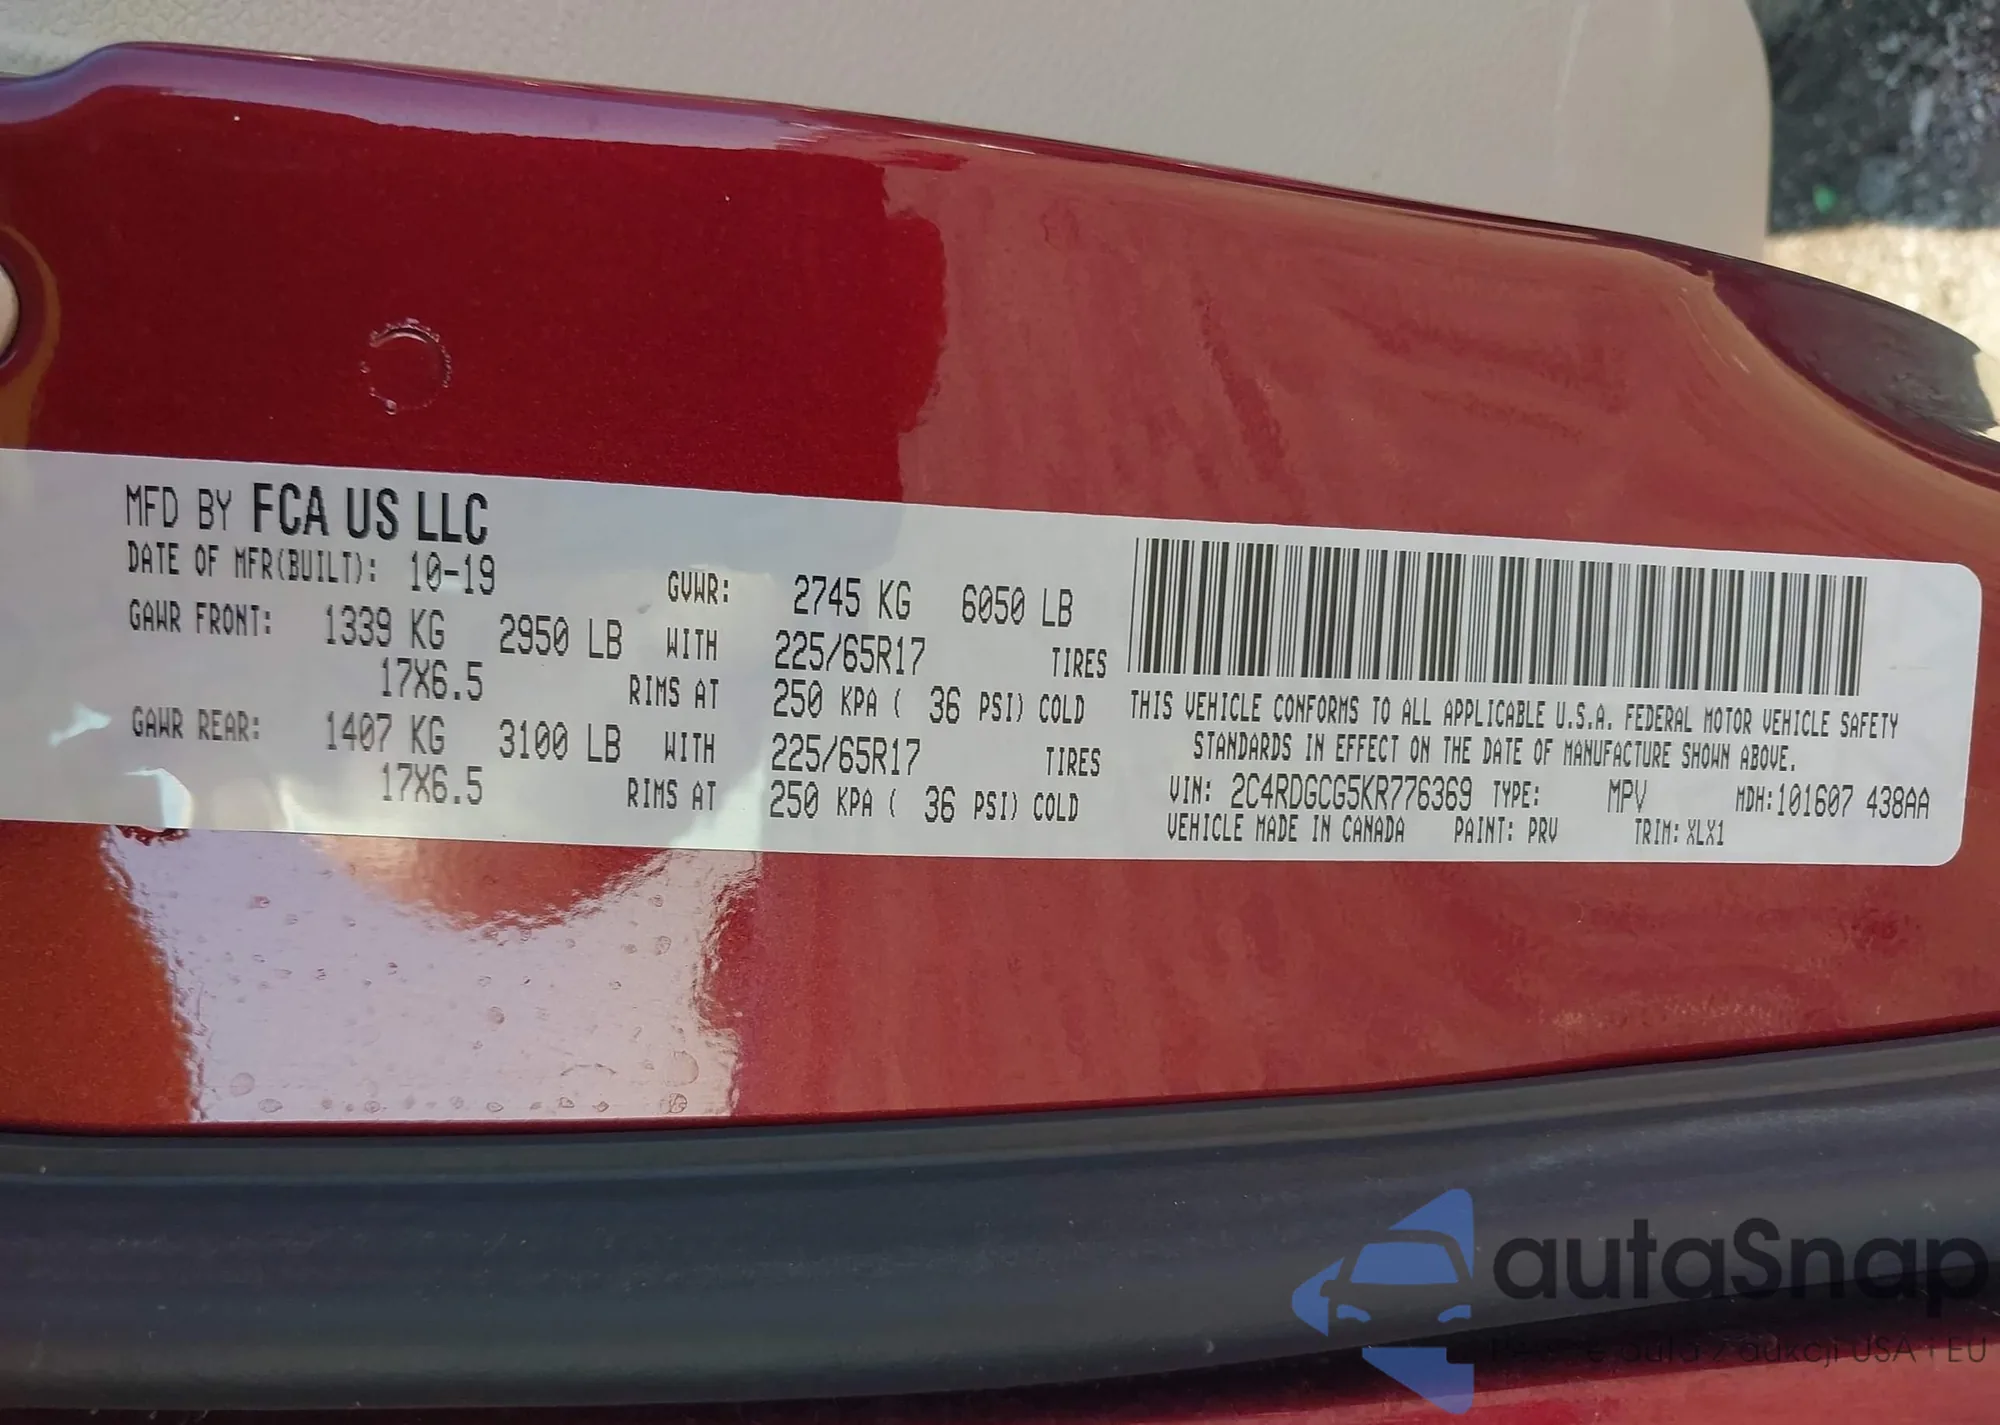 MFD BY FCA US LLC
DATE OF MFR(BUILT): 10-19 GVWR: 2745 KG 6050 LB
GAWR FRONT: 1339 KG 2950 LB WITH 225/65R17 TIRES
17X6.5 RIMS AT 250 KPA ( 36 PSI) COLD
GAWR REAR: 1407 KG 3100 LB WITH 225/65R17 TIRES
17X6.5 RIMS AT 250 KPA ( 36 PSI) COLD
THIS VEHICLE CONFORMS TO ALL APPLICABLE U.S.A. FEDERAL MOTOR VEHICLE SAFETY
STANDARDS IN EFFECT ON THE DATE OF MANUFACTURE SHOWN ABOVE.
VIN: 2C4RDGCG5KR776369 TYPE: MPV MDH:101607 438AA
VEHICLE MADE IN CANADA PAINT: PRV TRIM: XLX1
autaSnap
auta z aukcji USA i EU